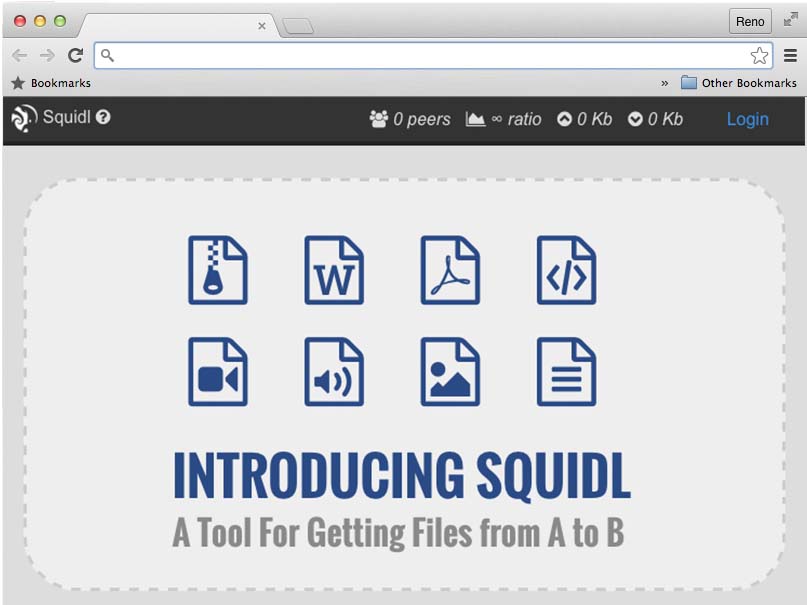 Reno
Bookmarks
» Other Bookmarks
Squidl ? 0 peers ∞ ratio 0 Kb 0 Kb Login
W </>
INTRODUCING SQUIDL
A Tool For Getting Files from A to B